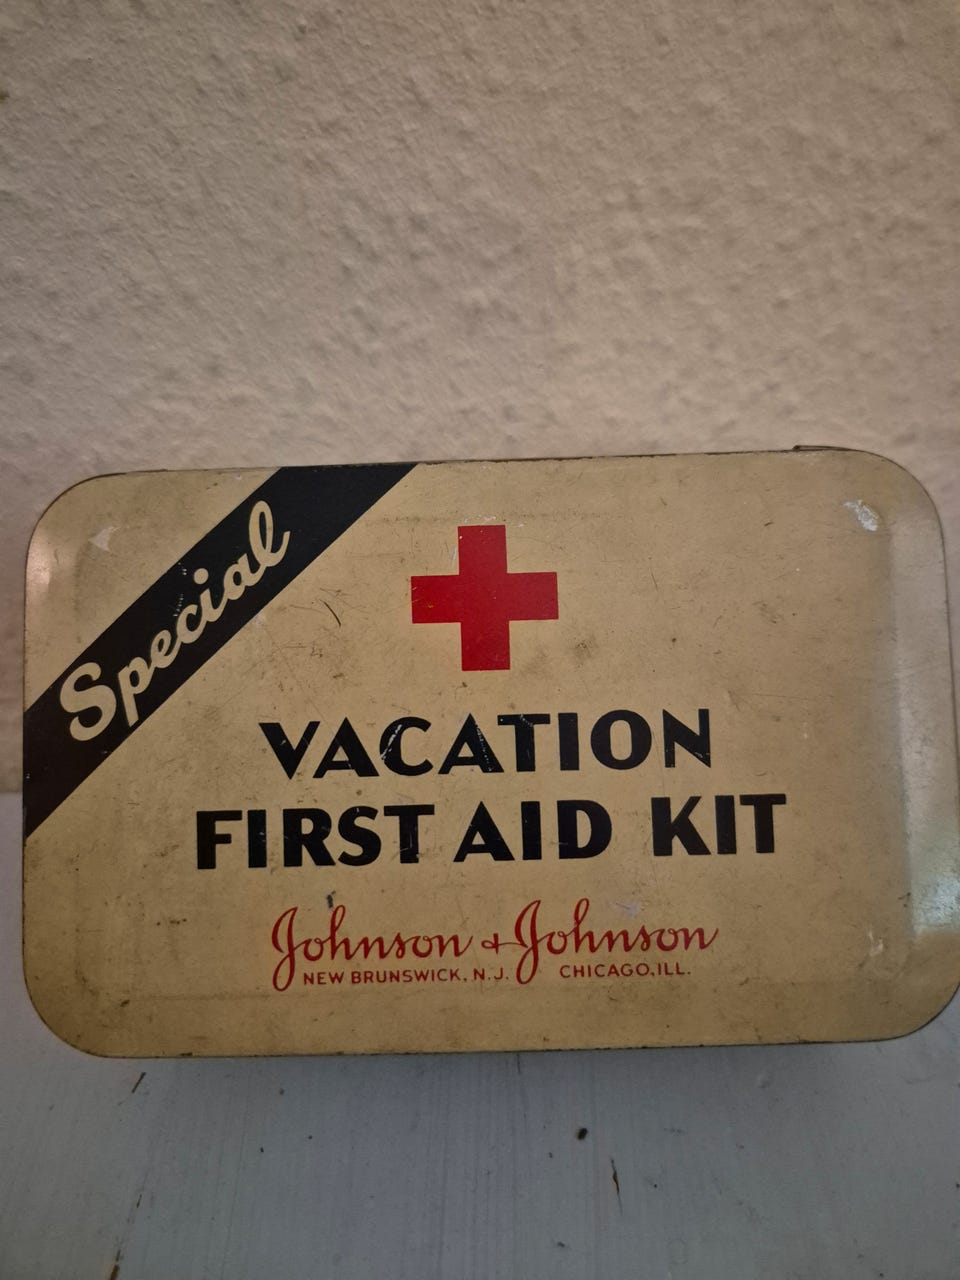 Special
VACATION
FIRST AID KIT
Johnson & Johnson
NEW BRUNSWICK, N.J. CHICAGO, ILL.